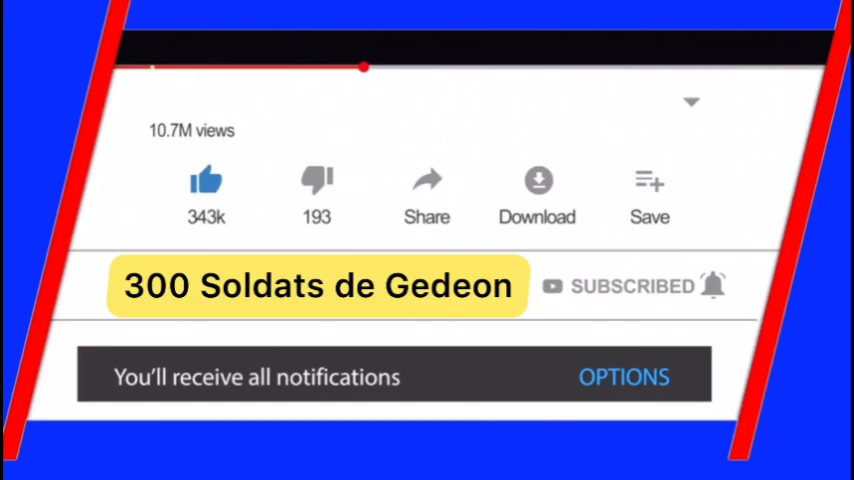 10.7M views
343k 193 Share Download Save
300 Soldats de Gedeon SUBSCRIBED
You'll receive all notifications OPTIONS